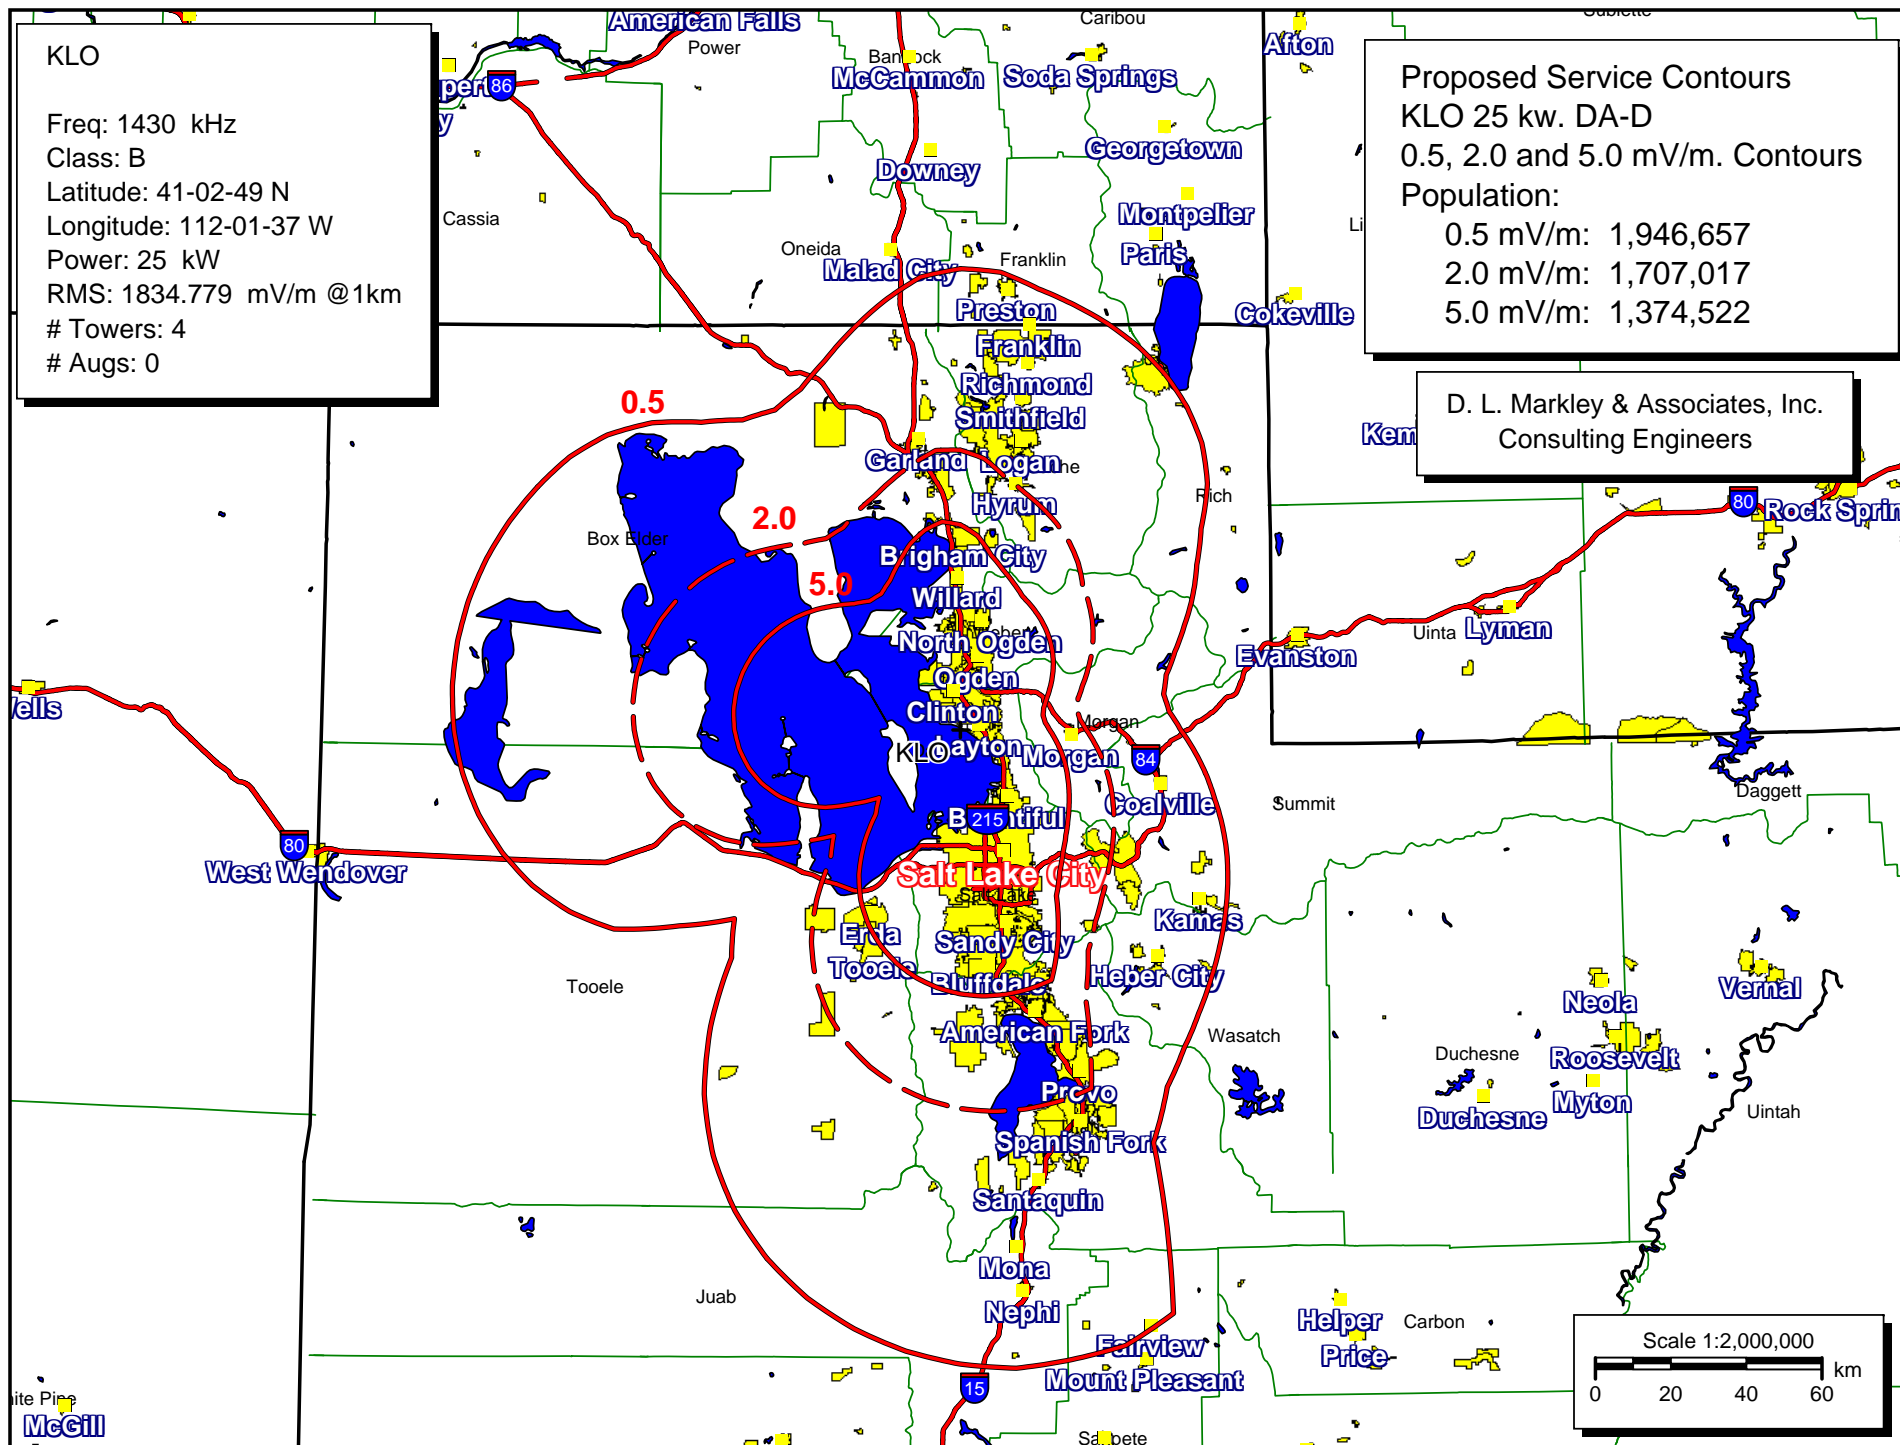 KLO
Freq: 1430 kHz
Class: B
Latitude: 41-02-49 N
Longitude: 112-01-37 W
Power: 25 kW
RMS: 1834.779 mV/m @1km
# Towers: 4
# Augs: 0
Proposed Service Contours
KLO 25 kw. DA-D
0.5, 2.0 and 5.0 mV/m. Contours
Population:
0.5 mV/m: 1,946,657
2.0 mV/m: 1,707,017
5.0 mV/m: 1,374,522
D. L. Markley & Associates, Inc.
Consulting Engineers
American Falls
Power
Caribou
Afton
86
McCammon
Soda Springs
Georgetown
Downey
Cassia
Montpelier
Oneida
Malad City
Franklin
Paris
Preston
Cokeville
Franklin
Richmond
0.5
Smithfield
Garland
Logan
Hyrum
Rich
80
2.0
Box Elder
Brigham City
5.0
Willard
North Ogden
Uinta
Lyman
Evanston
Ogden
Clinton
Morgan
KLO
Layton
Morgan
84
Coalville
Summit
Daggett
215
80
West Wendover
Salt Lake City
Salt Lake
Kamas
Erda
Sandy City
Tooele
Bluffdale
Heber City
Tooele
Neola
Vernal
American Fork
Wasatch
Duchesne
Roosevelt
Provo
Duchesne
Myton
Uintah
Spanish Fork
Santaquin
Mona
Juab
Nephi
Helper
Carbon
Fairview
Price
Mount Pleasant
15
McGill
Scale 1:2,000,000
km
0 20 40 60